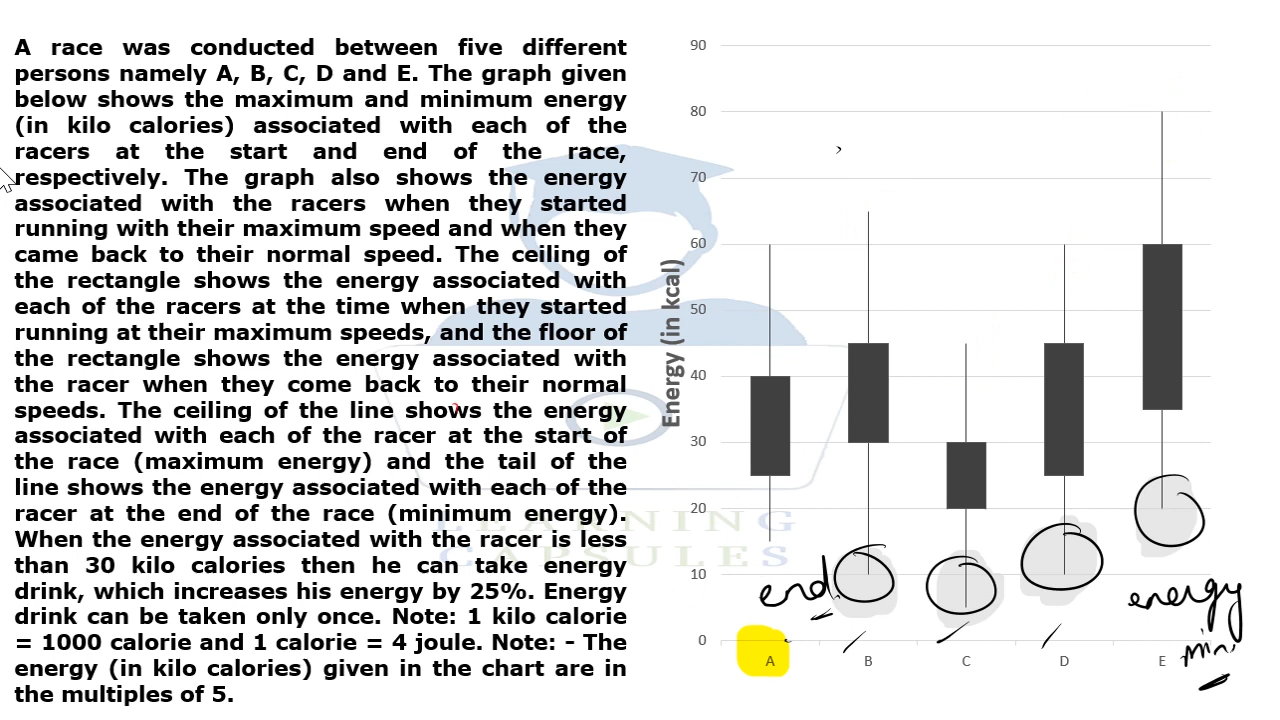 A race was conducted between five different
persons namely A, B, C, D and E. The graph given
below shows the maximum and minimum energy
(in kilo calories) associated with each of the
racers at the start and end of the race,
respectively. The graph also shows the energy
associated with the racers when they started
running with their maximum speed and when they
came back to their normal speed. The ceiling of
the rectangle shows the energy associated with
each of the racers at the time when they started
running at their maximum speeds, and the floor of
the rectangle shows the energy associated with
the racer when they come back to their normal
speeds. The ceiling of the line shows the energy
associated with each of the racer at the start of
the race (maximum energy) and the tail of the
line shows the energy associated with each of the
racer at the end of the race (minimum energy).
When the energy associated with the racer is less
than 30 kilo calories then he can take energy
drink, which increases his energy by 25%. Energy
drink can be taken only once. Note: 1 kilo calorie
= 1000 calorie and 1 calorie = 4 joule. Note: - The
energy (in kilo calories) given in the chart are in
the multiples of 5.
90
80
70
60
50
40
30
20
10
0
Energy (in kcal)
A B C D E
end
energy
min
LEARNING
CAPSULES